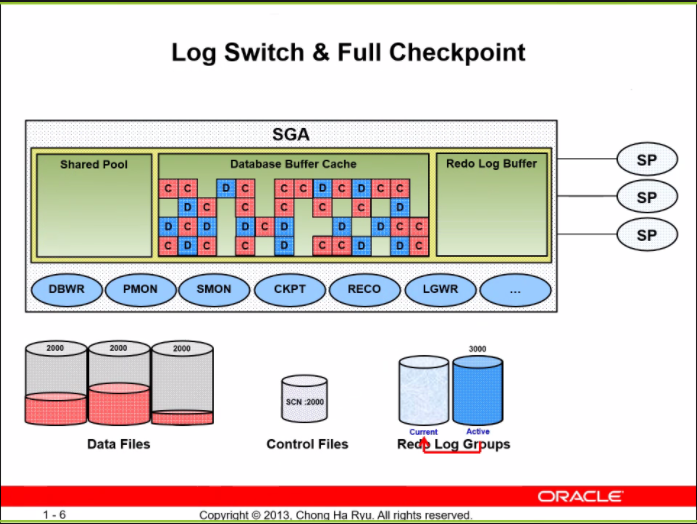 Log Switch & Full Checkpoint
SGA
Shared Pool
Database Buffer Cache
Redo Log Buffer
C C D C C C D C D C C
D C C C C C D
D C D D C D D D C C
C D C C D C C D D C
SP
SP
SP
DBWR PMON SMON CKPT RECO LGWR ...
2000 2000 2000
SCN :2000
3000
Current Active
Data Files
Control Files
Redo Log Groups
ORACLE
1 - 6
Copyright © 2013, Chong Ha Ryu. All rights reserved.